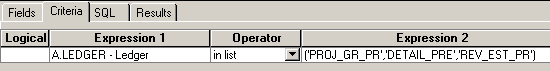 Fields Criteria SQL Results
Logical Expression 1 Operator Expression 2
A.LEDGER - Ledger in list ('PROJ_GR_PR','DETAIL_PRE','REV_EST_PR')